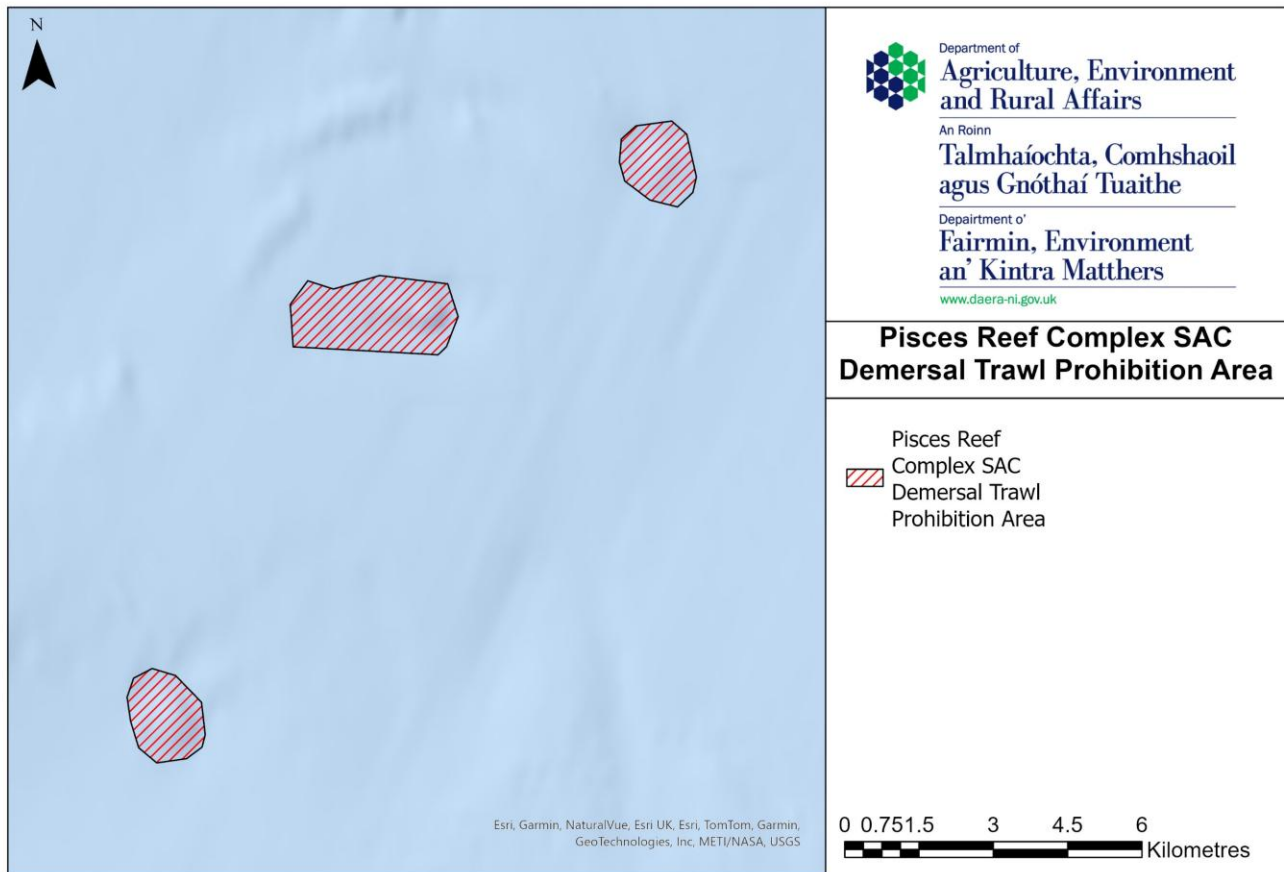 N
Esri, Garmin, NaturalVue, Esri UK, Esri, TomTom, Garmin,
GeoTechnologies, Inc, METI/NASA, USGS
Department of
Agriculture, Environment
and Rural Affairs
An Roinn
Talmhaíochta, Comhshaoil
agus Gnóthaí Tuaithe
Depairtment o'
Fairmin, Environment
an' Kintra Matthers
www.daera-ni.gov.uk
Pisces Reef Complex SAC
Demersal Trawl Prohibition Area
Pisces Reef
Complex SAC
Demersal Trawl
Prohibition Area
0 0.75 1.5 3 4.5 6
Kilometres